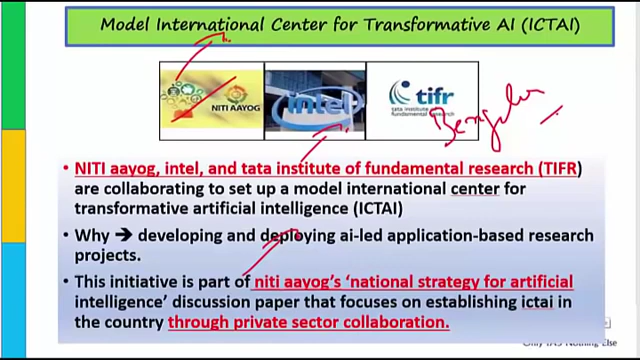 Model International Center for Transformative AI (ICTAI)
NITI AAYOG
intel
tifr
tata institute of
fundamental research
Bengaluru
NITI aayog, intel, and tata institute of fundamental research (TIFR)
are collaborating to set up a model international center for
transformative artificial intelligence (ICTAI)
Why → developing and deploying ai-led application-based research
projects.
This initiative is part of niti aayog's 'national strategy for artificial
intelligence' discussion paper that focuses on establishing ictai in
the country through private sector collaboration.
Only IAS Nothing Else